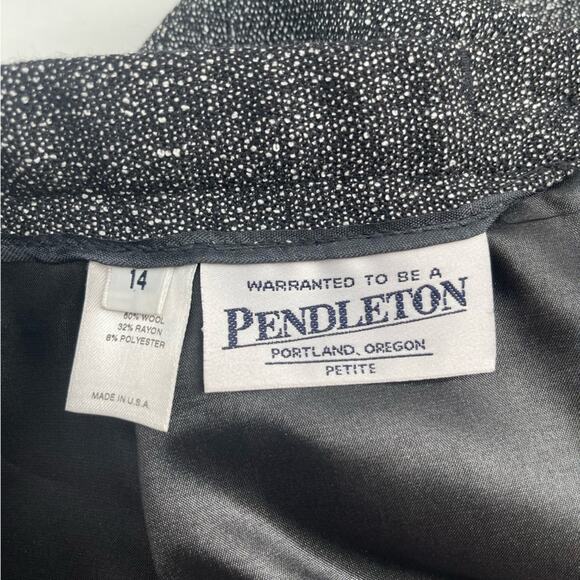 14
60% WOOL
32% RAYON
8% POLYESTER
MADE IN U.S.A
WARRANTED TO BE A
PENDLETON
PORTLAND, OREGON
PETITE